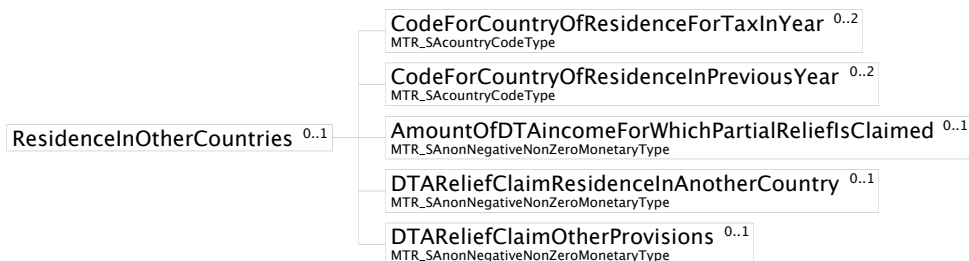 CodeForCountryOfResidenceForTaxInYear 0..2
MTR_SAcountryCodeType
CodeForCountryOfResidenceInPreviousYear 0..2
MTR_SAcountryCodeType
ResidenceInOtherCountries 0..1
AmountOfDTAincomeForWhichPartialReliefIsClaimed 0..1
MTR_SAnonNegativeNonZeroMonetaryType
DTAReliefClaimResidenceInAnotherCountry 0..1
MTR_SAnonNegativeNonZeroMonetaryType
DTAReliefClaimOtherProvisions 0..1
MTR_SAnonNegativeNonZeroMonetaryType